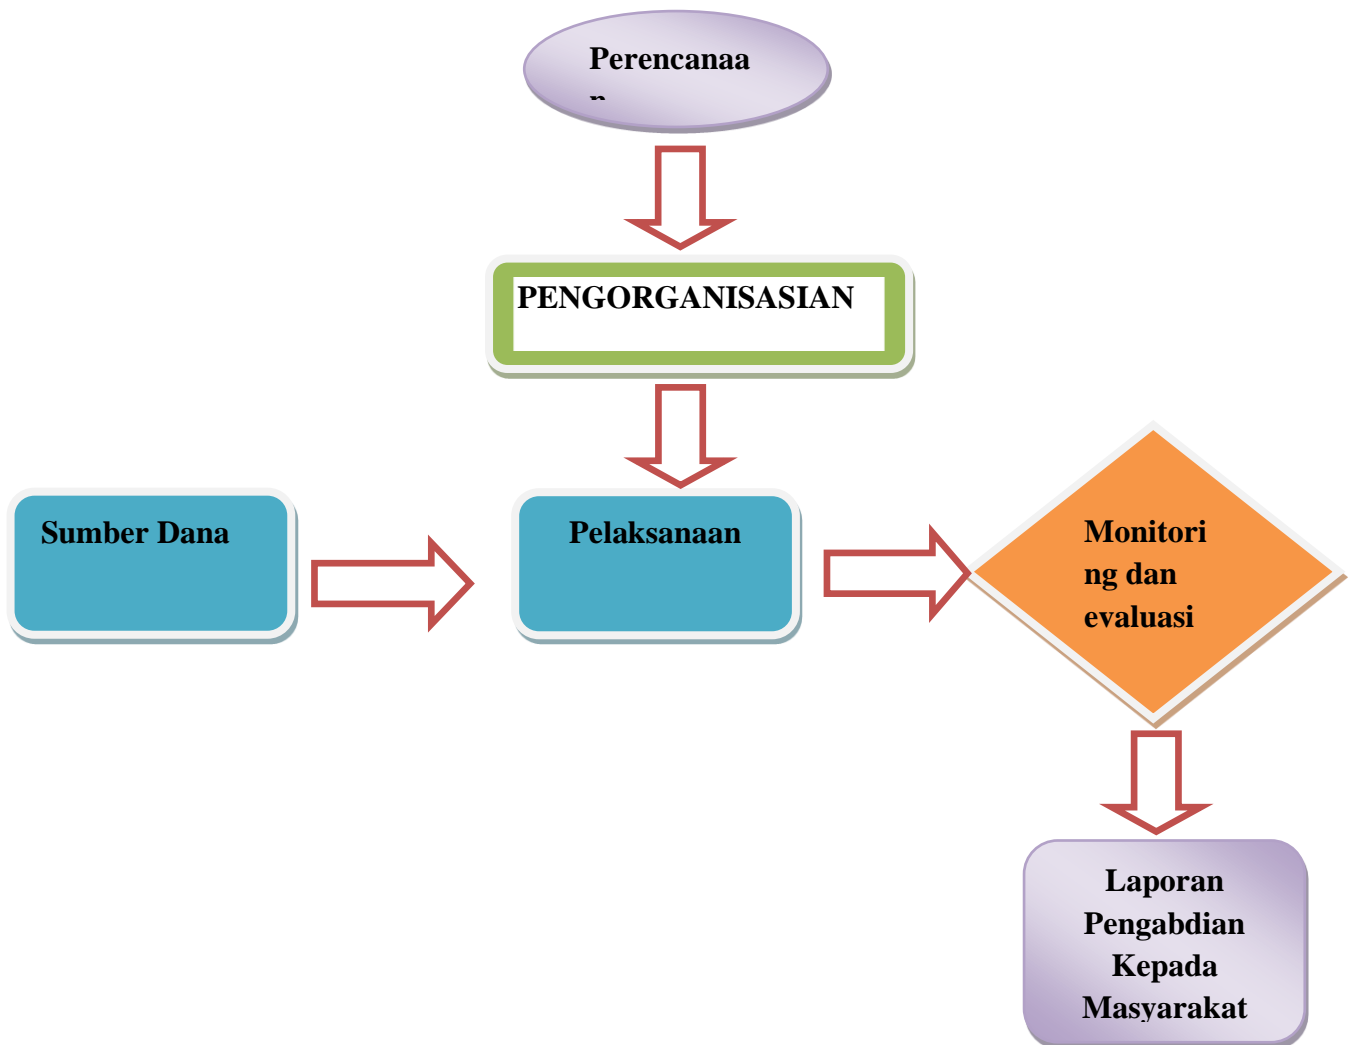 Perencanaa
n
PENGORGANISASIAN
Sumber Dana
Pelaksanaan
Monitori
ng dan
evaluasi
Laporan
Pengabdian
Kepada
Masyarakat